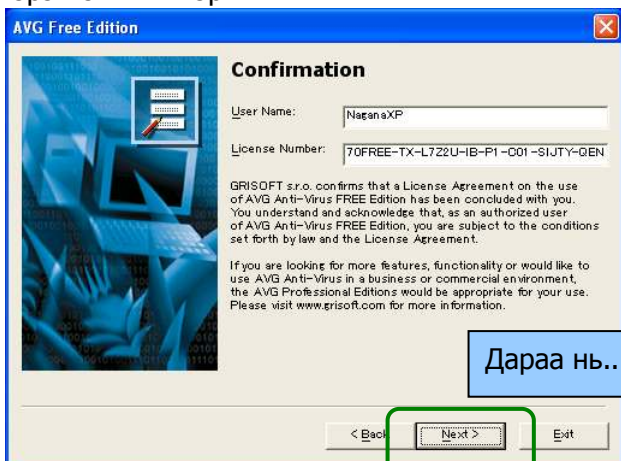 AVG Free Edition
Confirmation
User Name:
NaganaXP
License Number:
70FREE-TX-L7Z2U-IB-P1-C01-SIJTY-QEN
GRISOFT s.r.o. confirms that a License Agreement on the use
of AVG Anti-Virus FREE Edition has been concluded with you.
You understand and acknowledge that, as an authorized user
of AVG Anti-Virus FREE Edition, you are subject to the conditions
set forth by law and the License Agreement.
If you are looking for more features, functionality or would like to
use AVG Anti-Virus in a business or commercial environment,
the AVG Professional Editions would be appropriate for your use.
Please visit www.grisoft.com for more information.
Дараа нь..
< Back
Next >
Exit